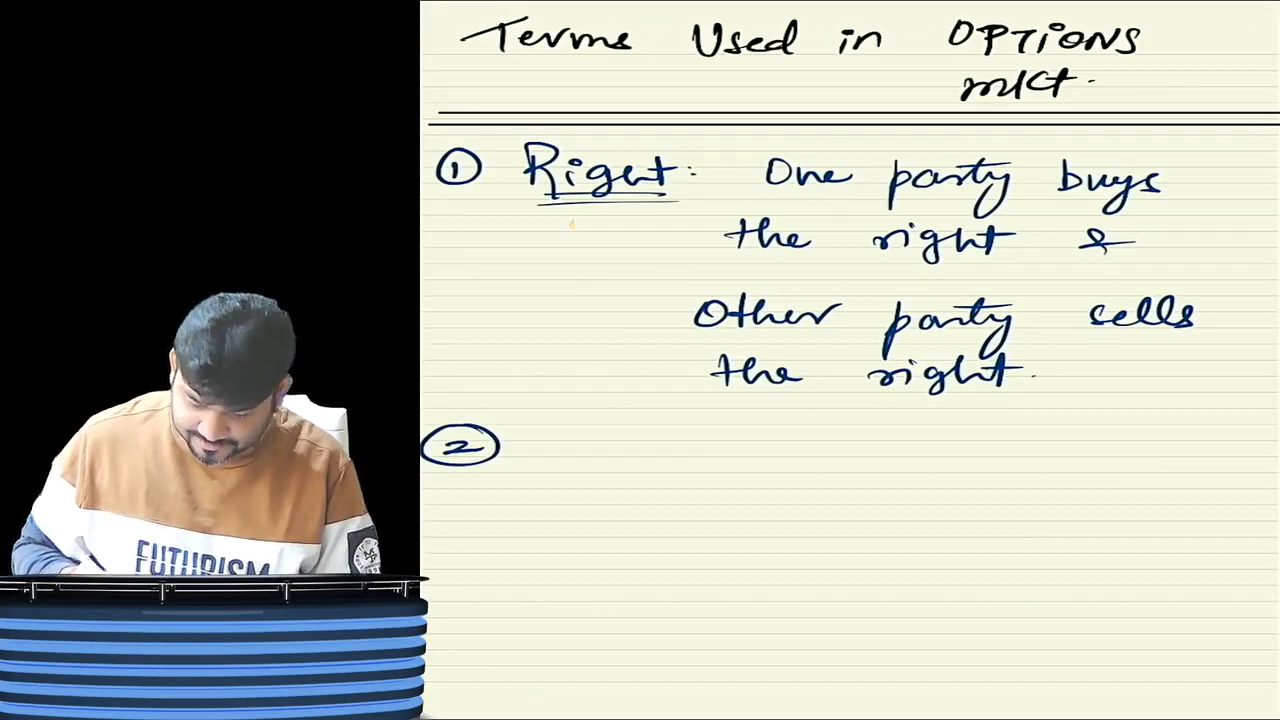 Terms Used in OPTIONS
mkt.
① Right: One party buys
the right &
Other party sells
the right.
②
FUTURISM